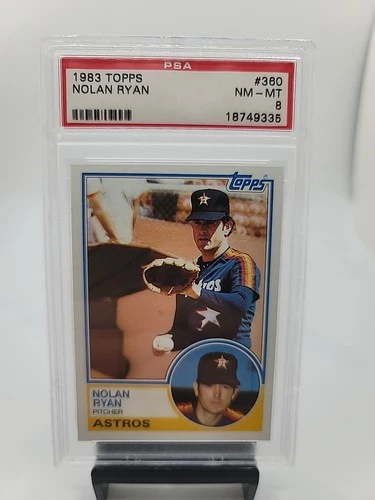 PSA
1983 TOPPS #360
NOLAN RYAN NM-MT
8
18749335
TOPPS
NOLAN
RYAN
PITCHER
ASTROS